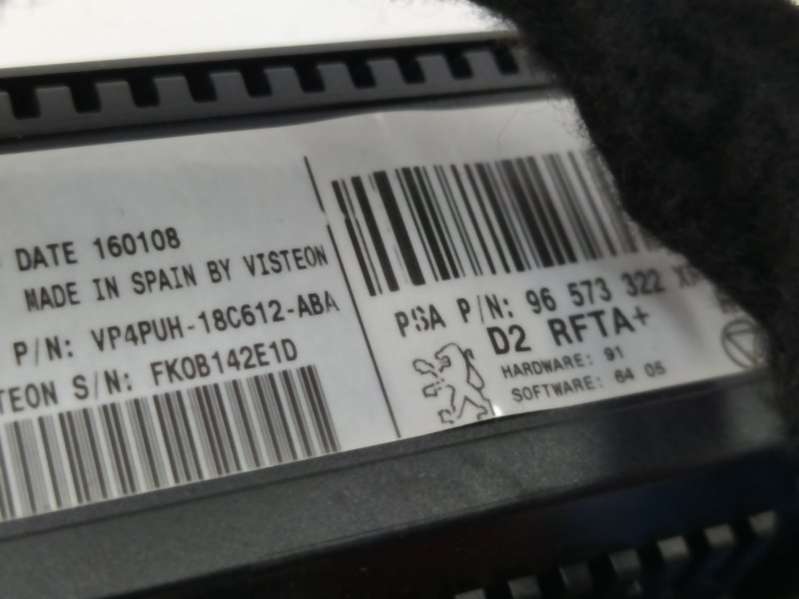 DATE 160108
MADE IN SPAIN BY VISTEON
P/N: VP4PUH-18C612-ABA
TEON S/N: FK0B142E1D
PSA P/N: 96 573 322
D2 RFTA+
HARDWARE: 91
SOFTWARE: 64 05